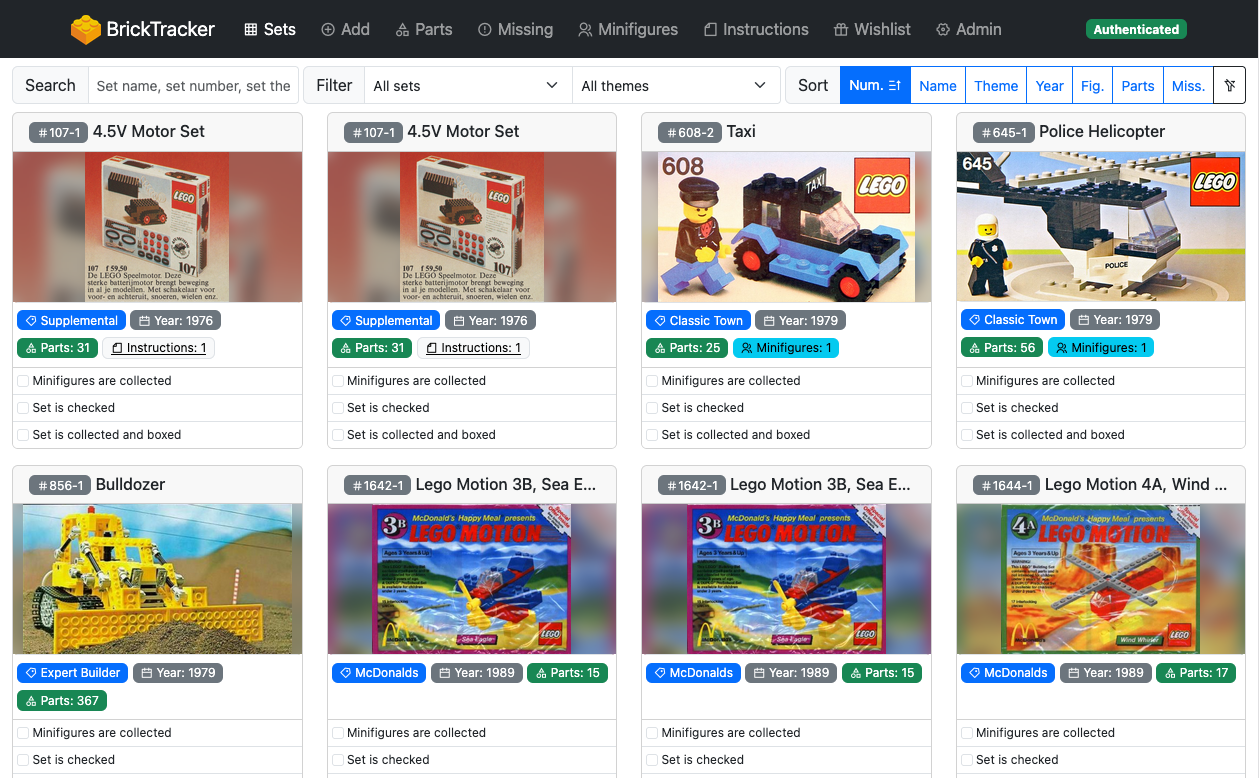 BrickTracker Sets Add Parts Missing Minifigures Instructions Wishlist Admin Authenticated
Search Set name, set number, set the Filter All sets All themes Sort Num. Name Theme Year Fig. Parts Miss.
#107-1 4.5V Motor Set
LEGO
107 f 59,50 107
De LEGO Speelmotor. Deze
sterke batterijmotor brengt beweging
in al je modellen. Met schakelaar voor
voor- en achteruit, snoeren, wielen enz.
Supplemental Year: 1976
Parts: 31 Instructions: 1
Minifigures are collected
Set is checked
Set is collected and boxed
#107-1 4.5V Motor Set
LEGO
107 f 59,50 107
De LEGO Speelmotor. Deze
sterke batterijmotor brengt beweging
in al je modellen. Met schakelaar voor
voor- en achteruit, snoeren, wielen enz.
Supplemental Year: 1976
Parts: 31 Instructions: 1
Minifigures are collected
Set is checked
Set is collected and boxed
#608-2 Taxi
608
TAXI
LEGO
Classic Town Year: 1979
Parts: 25 Minifigures: 1
Minifigures are collected
Set is checked
Set is collected and boxed
#645-1 Police Helicopter
645
LEGO
POLICE
Classic Town Year: 1979
Parts: 56 Minifigures: 1
Minifigures are collected
Set is checked
Set is collected and boxed
#856-1 Bulldozer
Expert Builder Year: 1979
Parts: 367
Minifigures are collected
Set is checked
#1642-1 Lego Motion 3B, Sea E...
3B McDonald's Happy Meal presents
LEGO MOTION
Ages 3 Years & Up
Sea Eagle
LEGO
McDonalds Year: 1989 Parts: 15
Minifigures are collected
Set is checked
#1642-1 Lego Motion 3B, Sea E...
3B McDonald's Happy Meal presents
LEGO MOTION
Ages 3 Years & Up
Sea Eagle
LEGO
McDonalds Year: 1989 Parts: 15
Minifigures are collected
Set is checked
#1644-1 Lego Motion 4A, Wind ...
4A McDonald's Happy Meal presents
LEGO MOTION
Ages 3 Years & Up
Wind Whirler
LEGO
McDonalds Year: 1989 Parts: 17
Minifigures are collected
Set is checked